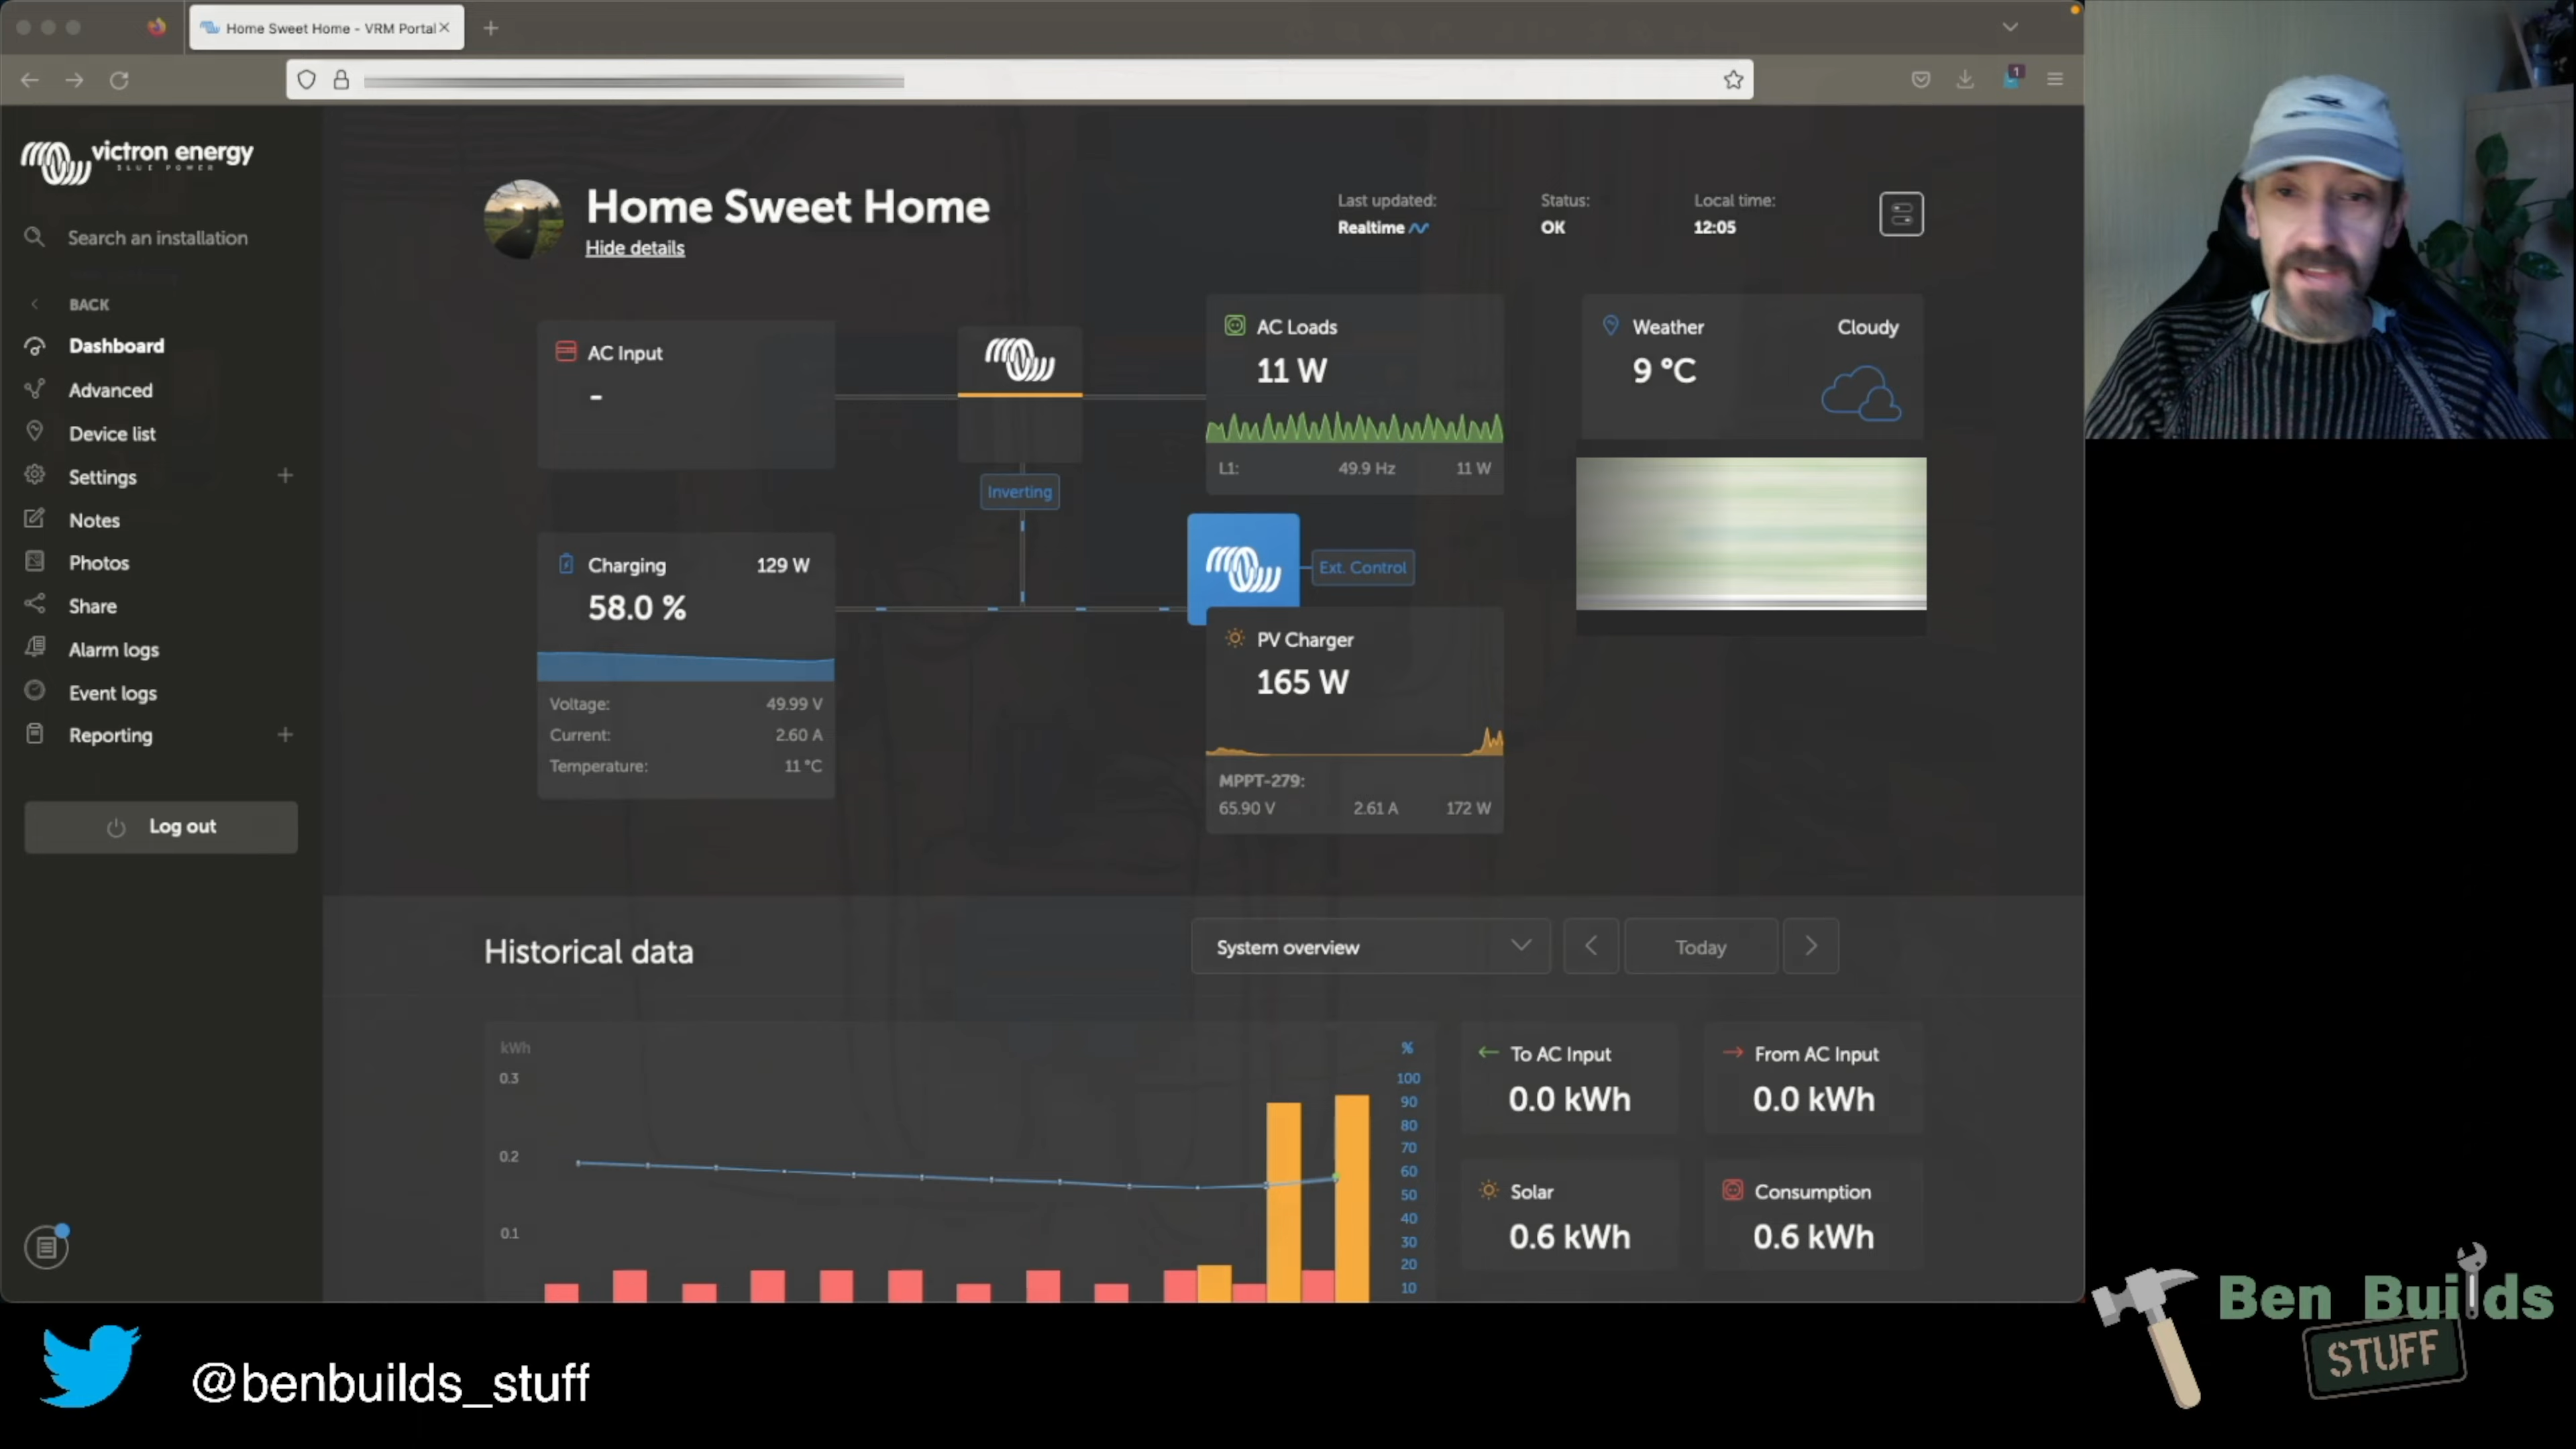 Home Sweet Home - VRM Portal
1
victron energy
BLUE POWER
Search an installation
BACK
Dashboard
Advanced
Device list
Settings
Notes
Photos
Share
Alarm logs
Event logs
Reporting
Log out
Home Sweet Home
Hide details
Last updated:
Realtime
Status:
OK
Local time:
12:05
AC Input
-
Inverting
AC Loads
11 W
L1: 49.9 Hz 11 W
Weather Cloudy
9 °C
Charging 129 W
58.0 %
Voltage: 49.99 V
Current: 2.60 A
Temperature: 11 °C
Ext. Control
PV Charger
165 W
MPPT-279:
65.90 V 2.61 A 172 W
Historical data
System overview
Today
kWh
0.3
0.2
0.1
%
100
90
80
70
60
50
40
30
20
10
To AC Input
0.0 kWh
From AC Input
0.0 kWh
Solar
0.6 kWh
Consumption
0.6 kWh
@benbuilds_stuff
Ben Builds
STUFF